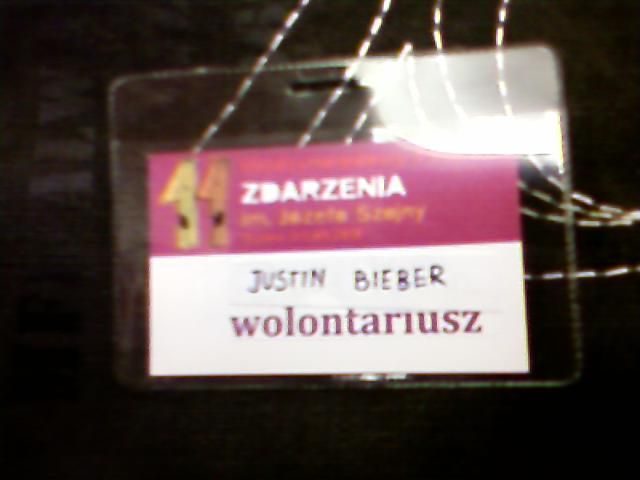 11
ZDARZENIA
im. Józefa Szajny
JUSTIN BIEBER
wolontariusz